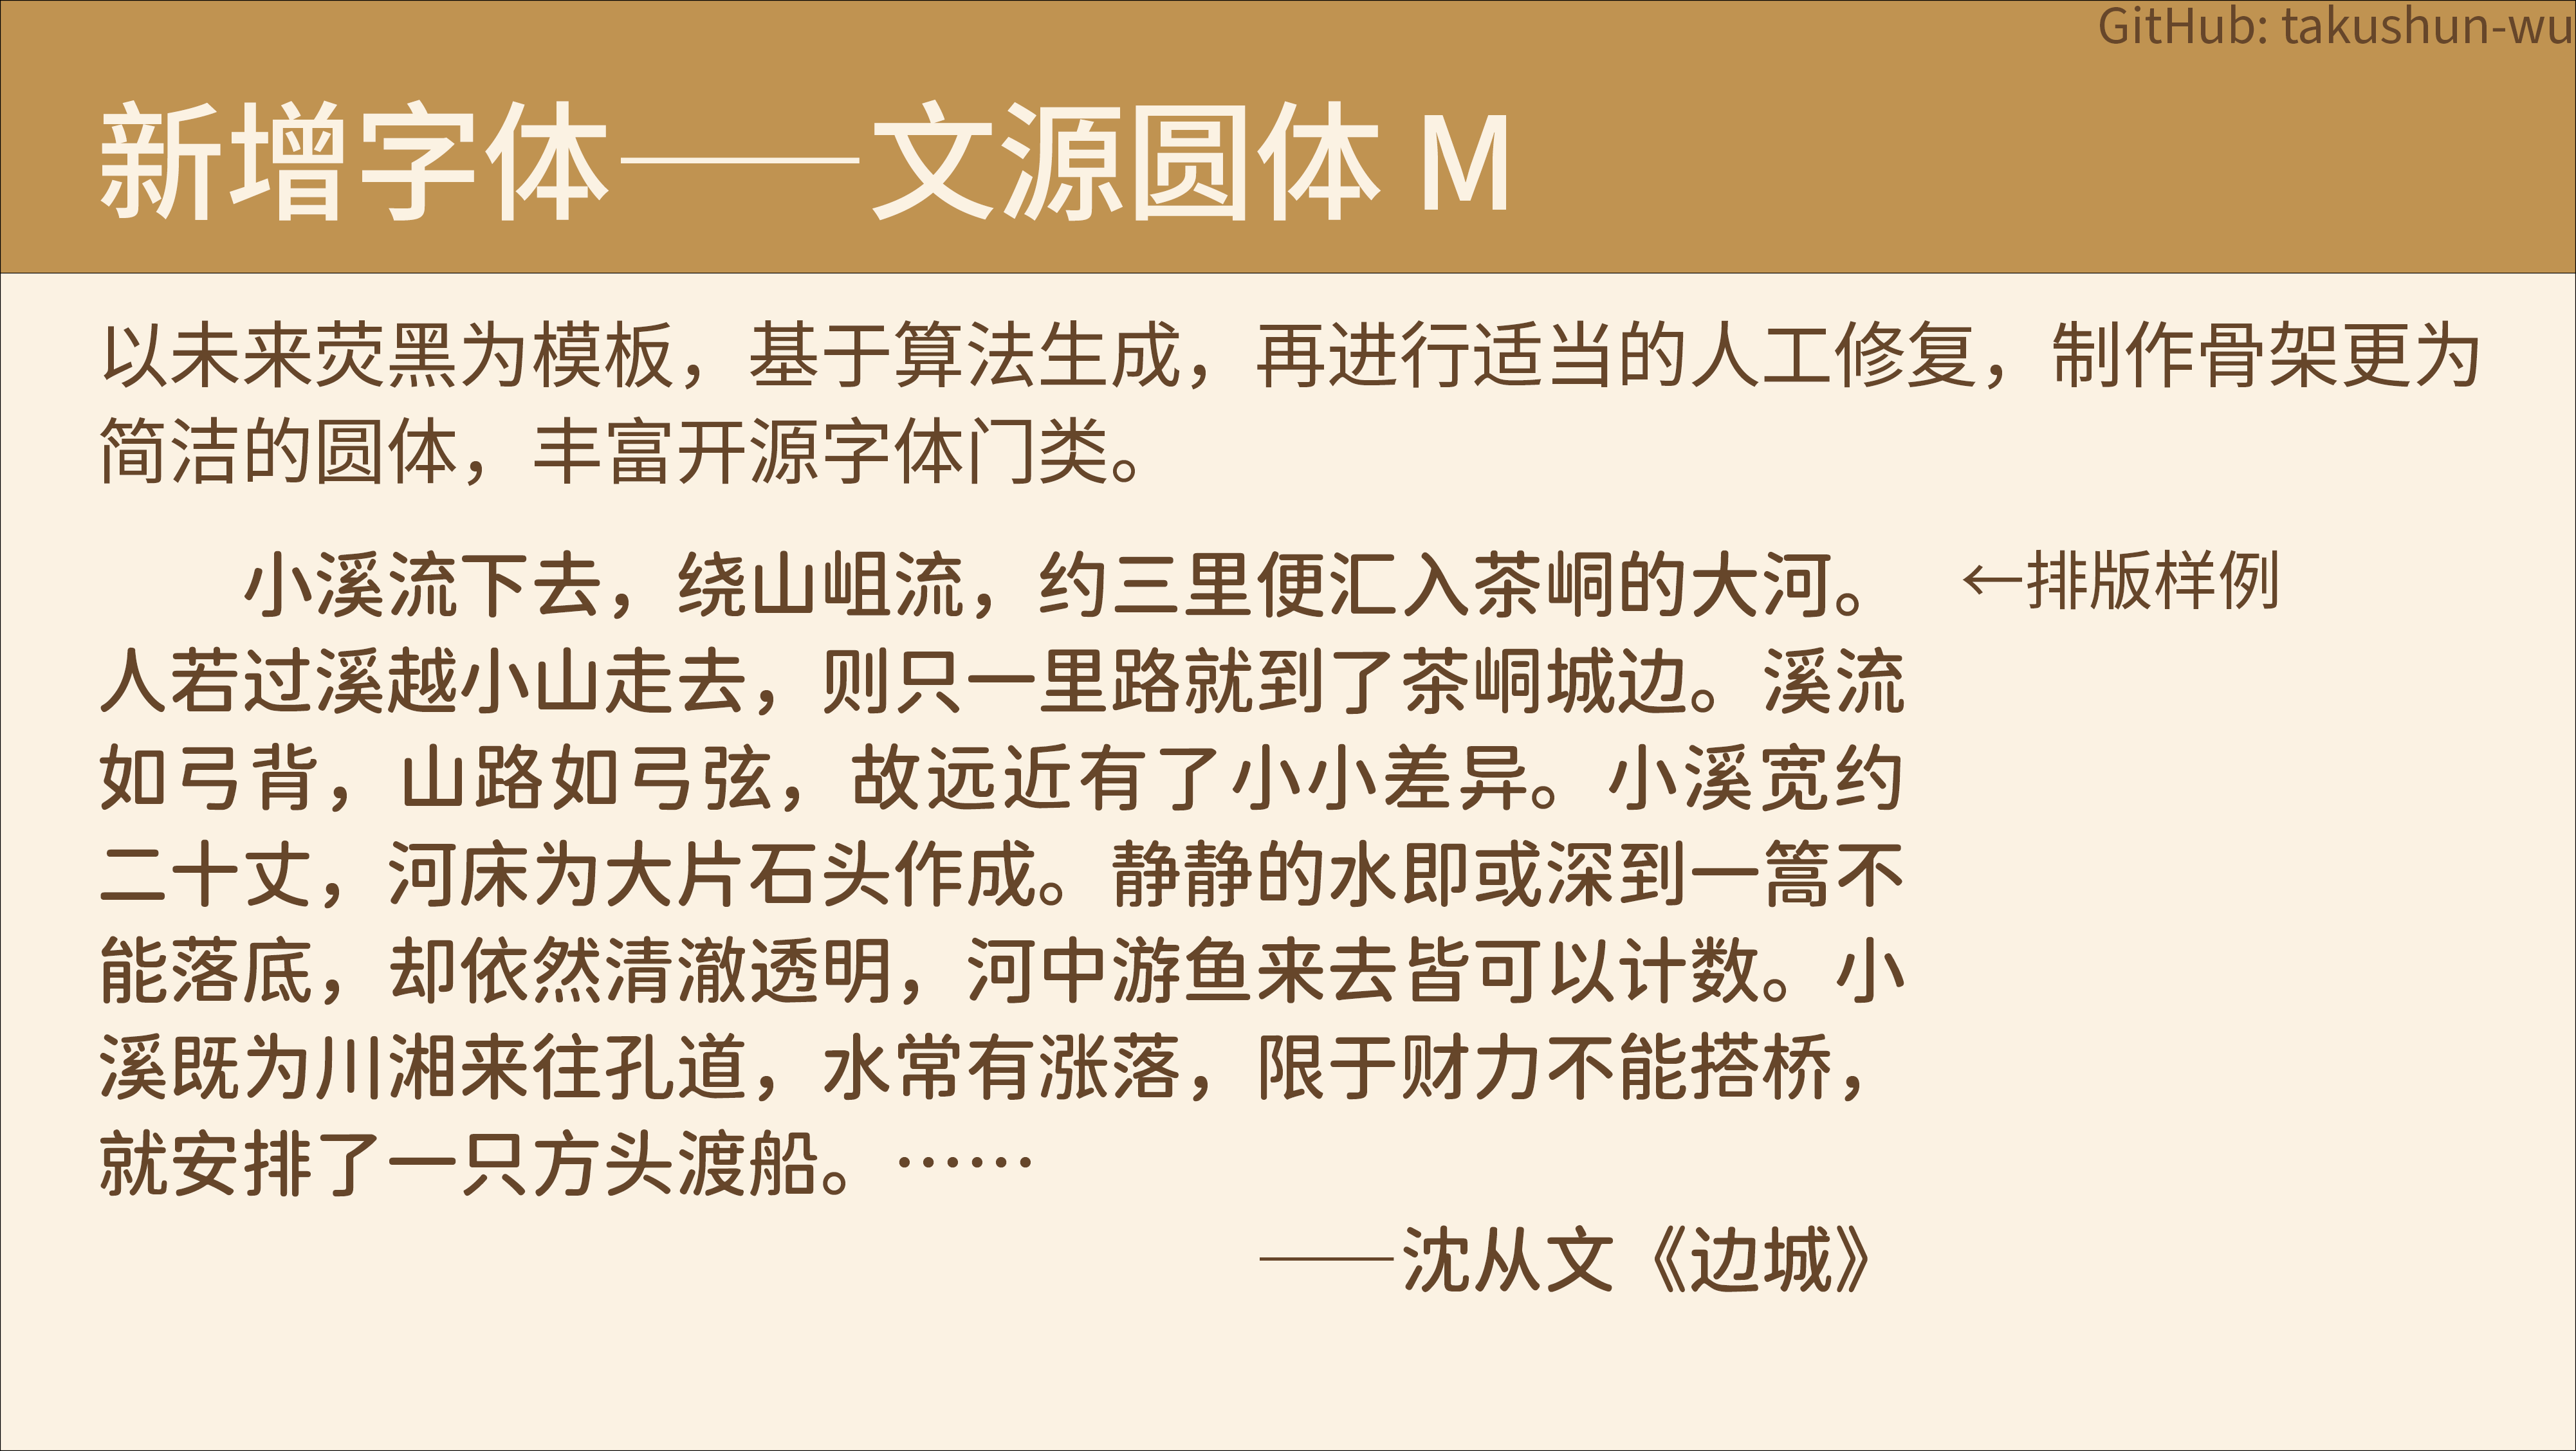 GitHub: takushun-wu
新增字体——文源圆体 M
以未来荧黑为模板，基于算法生成，再进行适当的人工修复，制作骨架更为
简洁的圆体，丰富开源字体门类。
小溪流下去，绕山岨流，约三里便汇入茶峒的大河。 ←排版样例
人若过溪越小山走去，则只一里路就到了茶峒城边。溪流
如弓背，山路如弓弦，故远近有了小小差异。小溪宽约
二十丈，河床为大片石头作成。静静的水即或深到一篙不
能落底，却依然清澈透明，河中游鱼来去皆可以计数。小
溪既为川湘来往孔道，水常有涨落，限于财力不能搭桥，
就安排了一只方头渡船。……
——沈从文《边城》